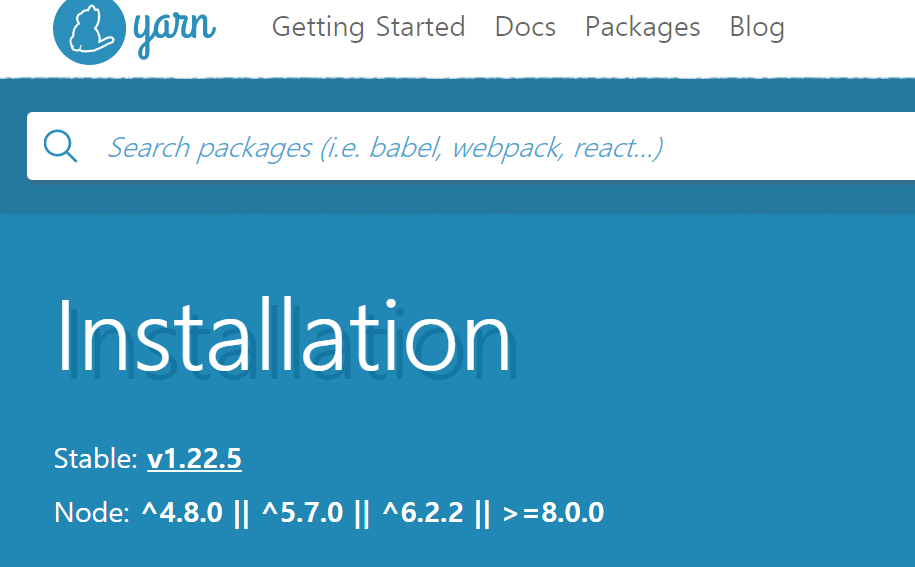 yarn Getting Started Docs Packages Blog
Search packages (i.e. babel, webpack, react...)
Installation
Stable: v1.22.5
Node: ^4.8.0 || ^5.7.0 || ^6.2.2 || >=8.0.0